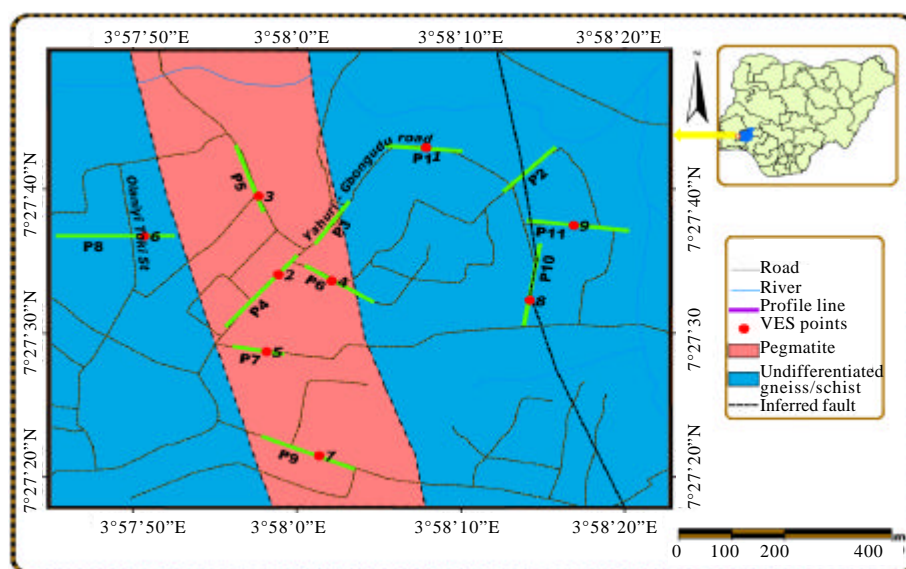 3°57’50”E 3°58’0”E 3°58’10”E 3°58’20”E
7°27’40”N
7°27’30”N
7°27’20”N
P5
3
Yahuri - Gbongudu road
P1
1
P2
P3
Olaniyi Toki St
P8
6
P11
9
P10
8
2
P4
P6
4
P7
5
P9
7
7°27’40”N
7°27’30
7°27’20”N
3°57’50”E 3°58’0”E 3°58’10”E 3°58’20”E
Road
River
Profile line
VES points
Pegmatite
Undifferentiated
gneiss/schist
Inferred fault
0 100 200 400 m